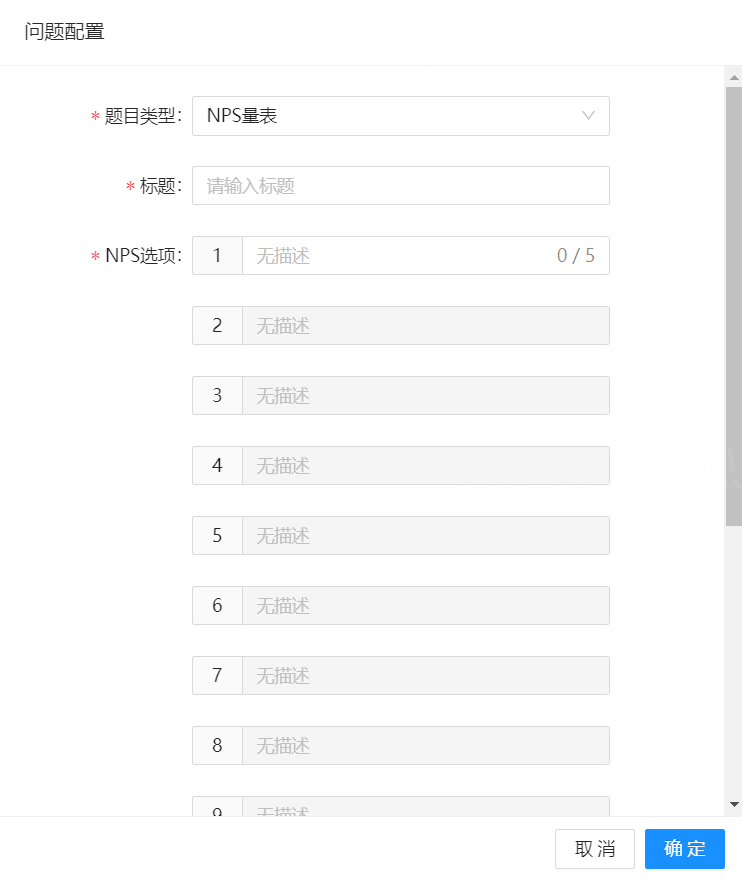 问题配置
* 题目类型: NPS量表
* 标题: 请输入标题
* NPS选项: 1 无描述 0 / 5
2 无描述
3 无描述
4 无描述
5 无描述
6 无描述
7 无描述
8 无描述
9 无描述
取 消 确 定